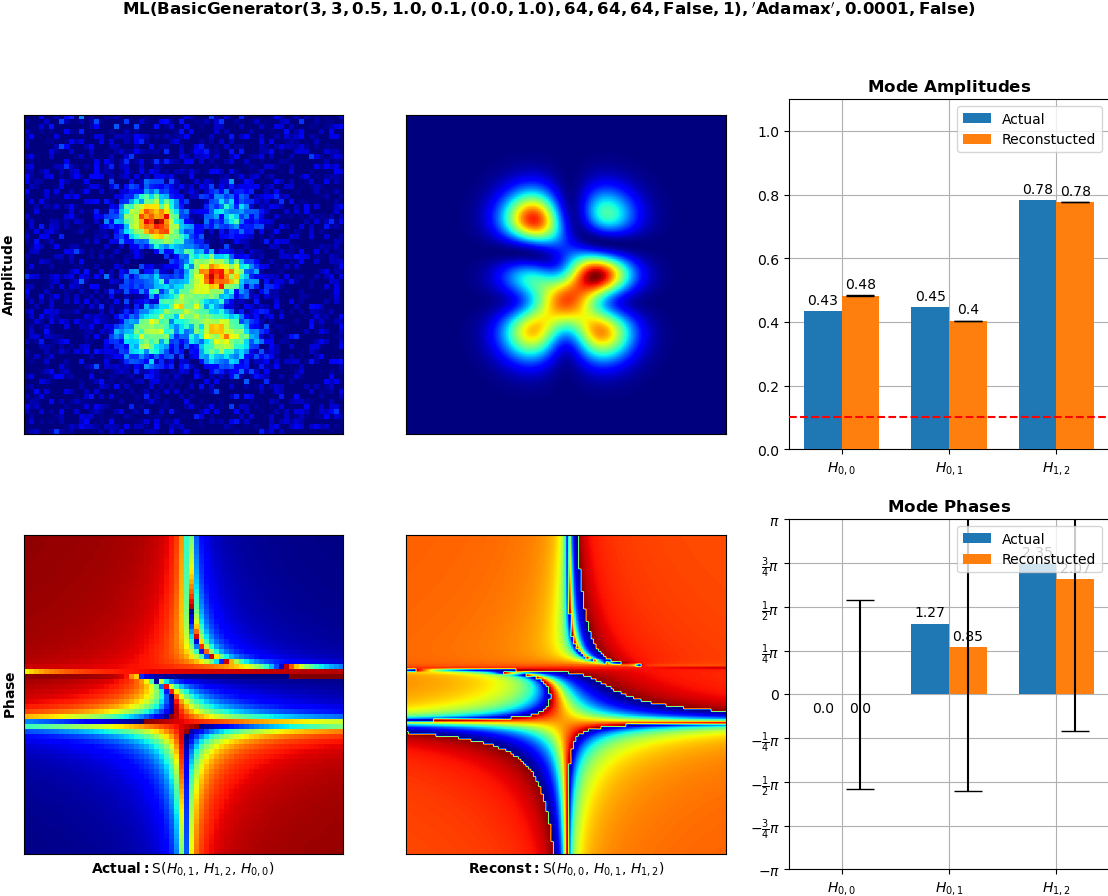 ML(BasicGenerator(3, 3, 0.5, 1.0, 0.1, (0.0, 1.0), 64, 64, 64, False, 1), 'Adamax', 0.0001, False)
Mode Amplitudes
Actual
Reconstucted
1.0
0.8
0.6
0.4
0.2
0.0
0.43
0.48
0.45
0.4
0.78
0.78
H0,0
H0,1
H1,2
Amplitude
Mode Phases
Actual
Reconstucted
π
3/4π
1/2π
1/4π
0
−1/4π
−1/2π
−3/4π
−π
0.0
0.0
1.27
0.85
2.35
H0,0
H0,1
H1,2
Phase
Actual: S(H0,1, H1,2, H0,0)
Reconst: S(H0,0, H0,1, H1,2)